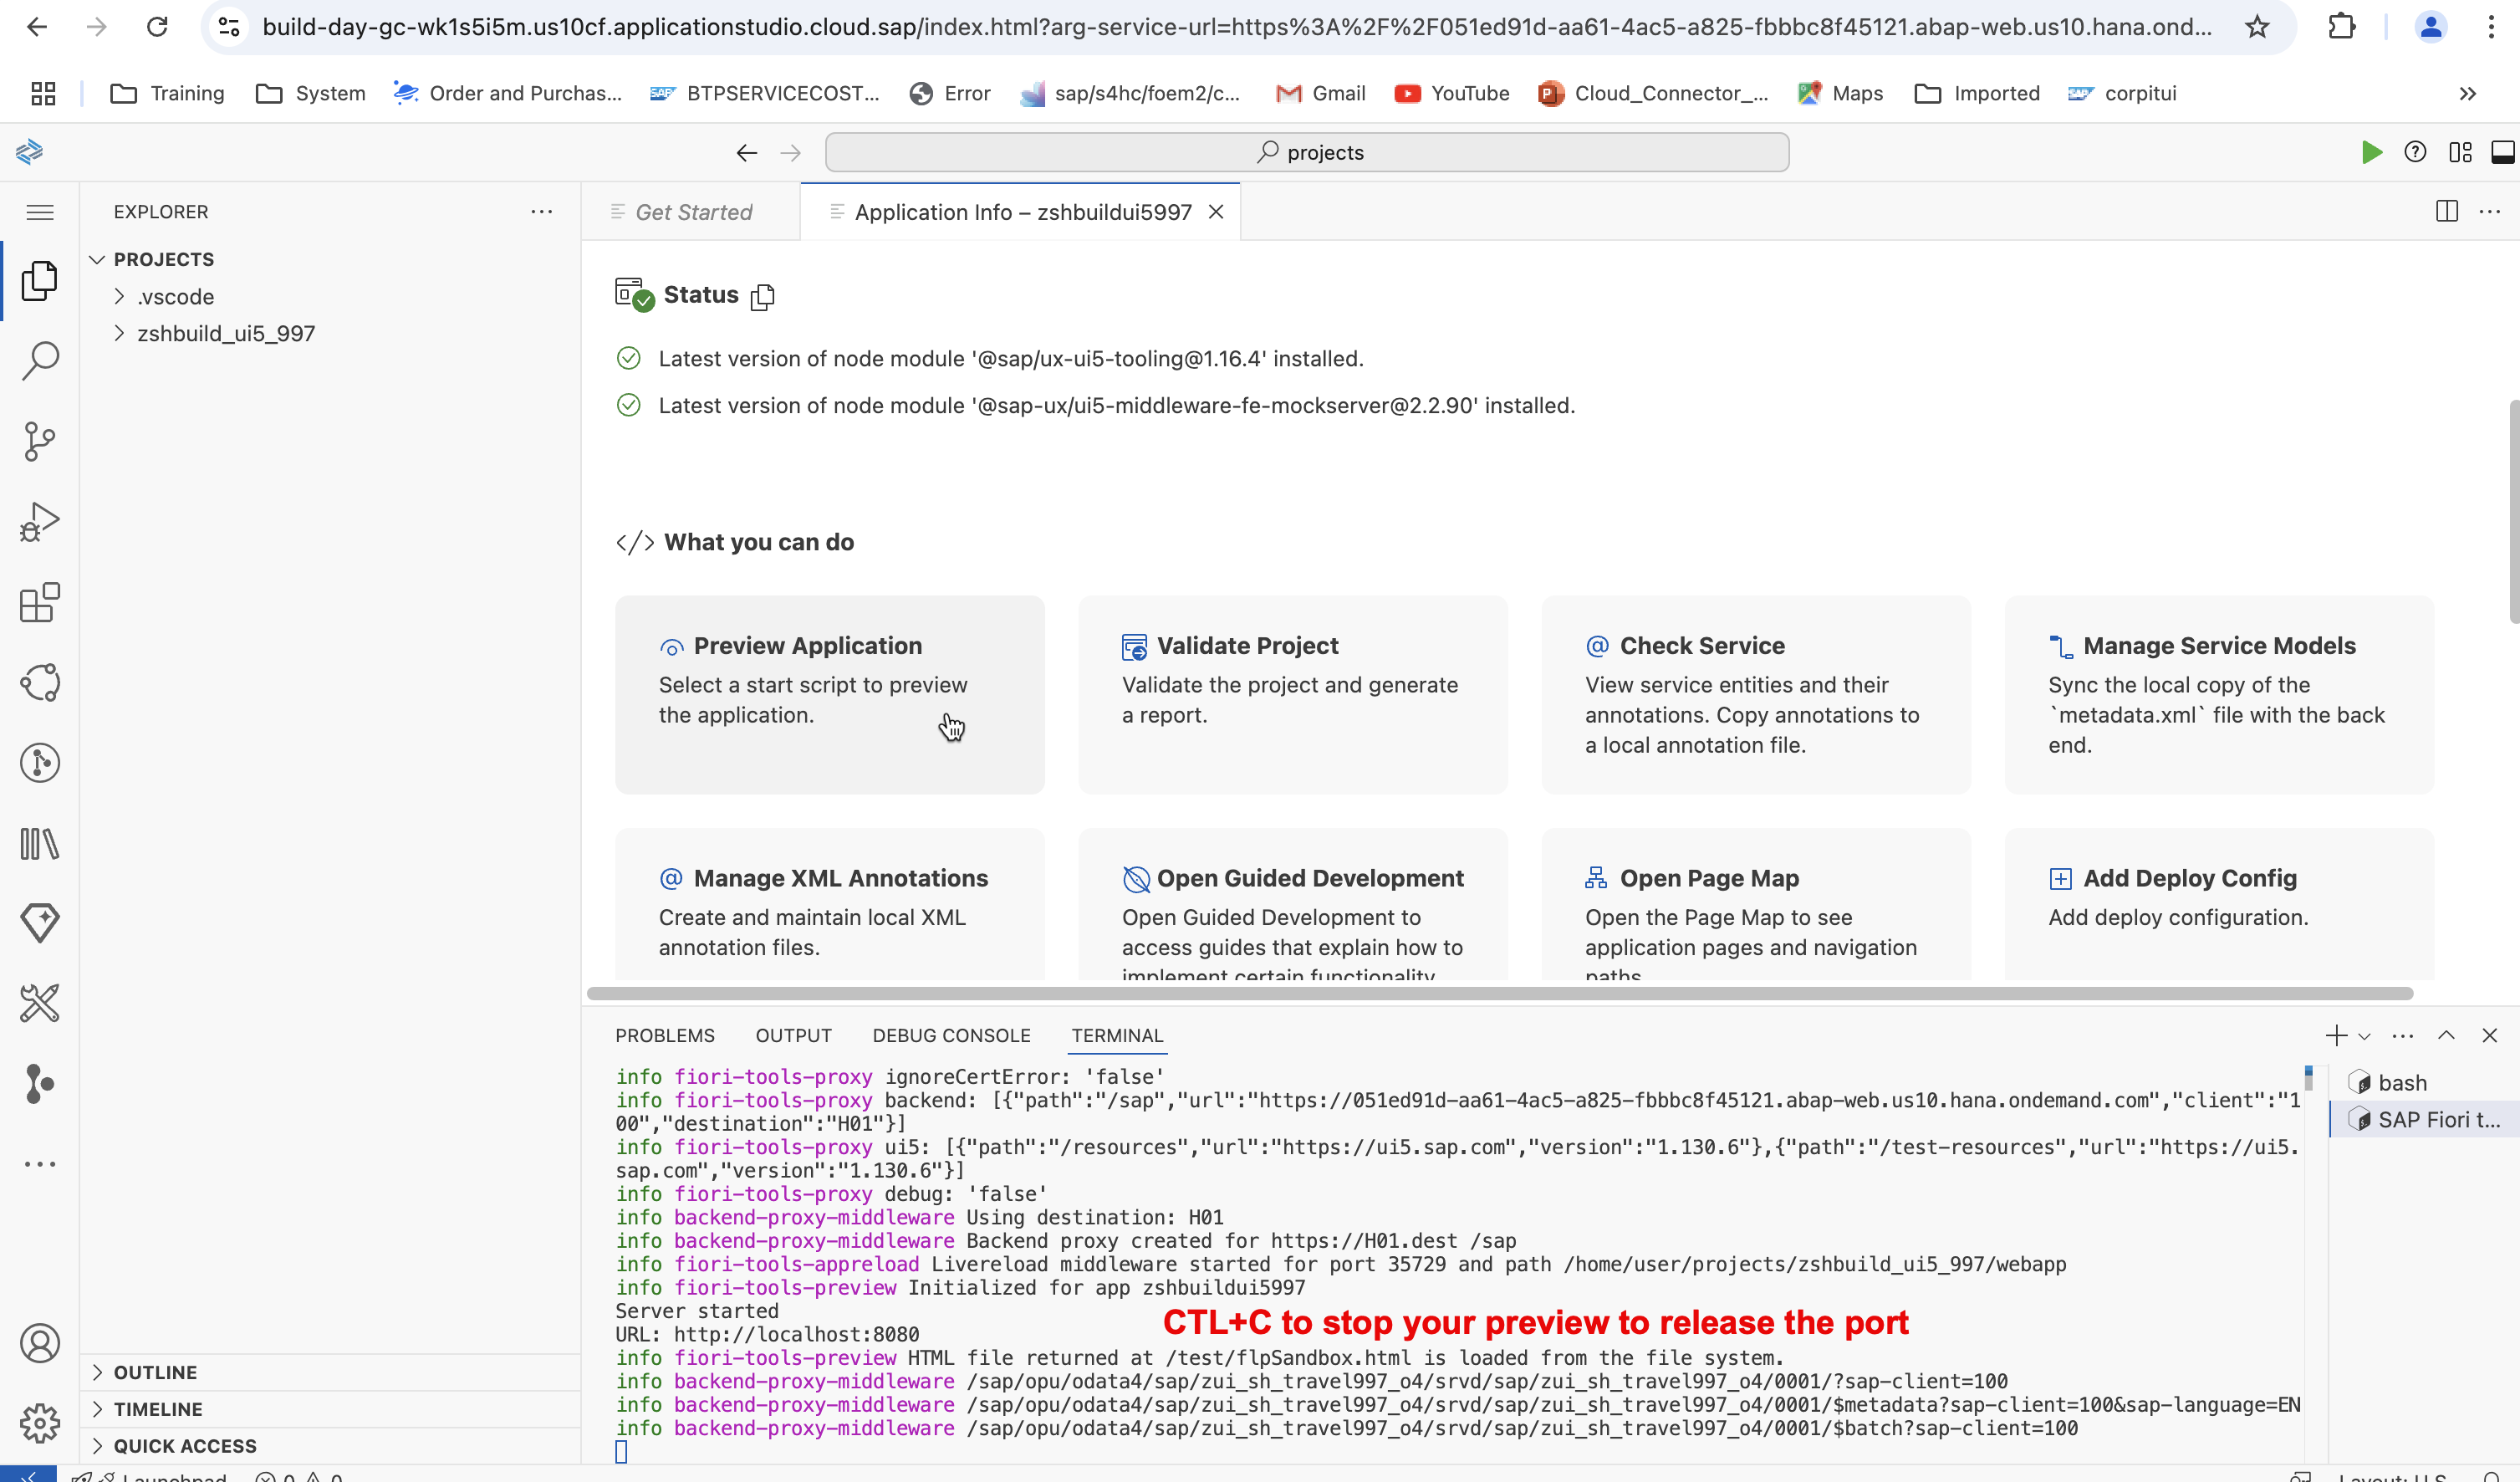 build-day-gc-wk1s5i5m.us10cf.applicationstudio.cloud.sap/index.html?arg-service-url=https%3A%2F%2F051ed91d-aa61-4ac5-a825-fbbbc8f45121.abap-web.us10.hana.ond...
Training System Order and Purchas... BTPSERVICECOST... Error sap/s4hc/foem2/c... Gmail YouTube Cloud_Connector_... Maps Imported corpitui
projects
EXPLORER
PROJECTS
.vscode
zshbuild_ui5_997
Get Started Application Info – zshbuildui5997
Status
Latest version of node module '@sap/ux-ui5-tooling@1.16.4' installed.
Latest version of node module '@sap-ux/ui5-middleware-fe-mockserver@2.2.90' installed.
</> What you can do
Preview Application
Select a start script to preview
the application.
Validate Project
Validate the project and generate
a report.
@ Check Service
View service entities and their
annotations. Copy annotations to
a local annotation file.
Manage Service Models
Sync the local copy of the
`metadata.xml` file with the back
end.
@ Manage XML Annotations
Create and maintain local XML
annotation files.
Open Guided Development
Open Guided Development to
access guides that explain how to
implement certain functionality
Open Page Map
Open the Page Map to see
application pages and navigation
paths
Add Deploy Config
Add deploy configuration.
PROBLEMS OUTPUT DEBUG CONSOLE TERMINAL
info fiori-tools-proxy ignoreCertError: 'false'
info fiori-tools-proxy backend: [{"path":"/sap","url":"https://051ed91d-aa61-4ac5-a825-fbbbc8f45121.abap-web.us10.hana.ondemand.com","client":"1
00","destination":"H01"}]
info fiori-tools-proxy ui5: [{"path":"/resources","url":"https://ui5.sap.com","version":"1.130.6"},{"path":"/test-resources","url":"https://ui5.
sap.com","version":"1.130.6"}]
info fiori-tools-proxy debug: 'false'
info backend-proxy-middleware Using destination: H01
info backend-proxy-middleware Backend proxy created for https://H01.dest /sap
info fiori-tools-appreload Livereload middleware started for port 35729 and path /home/user/projects/zshbuild_ui5_997/webapp
info fiori-tools-preview Initialized for app zshbuildui5997
Server started
CTL+C to stop your preview to release the port
URL: http://localhost:8080
info fiori-tools-preview HTML file returned at /test/flpSandbox.html is loaded from the file system.
info backend-proxy-middleware /sap/opu/odata4/sap/zui_sh_travel997_o4/srvd/sap/zui_sh_travel997_o4/0001/?sap-client=100
info backend-proxy-middleware /sap/opu/odata4/sap/zui_sh_travel997_o4/srvd/sap/zui_sh_travel997_o4/0001/$metadata?sap-client=100&sap-language=EN
info backend-proxy-middleware /sap/opu/odata4/sap/zui_sh_travel997_o4/srvd/sap/zui_sh_travel997_o4/0001/$batch?sap-client=100
bash
SAP Fiori t...
OUTLINE
TIMELINE
QUICK ACCESS
Launchpad 0 0
Layout: U.S.